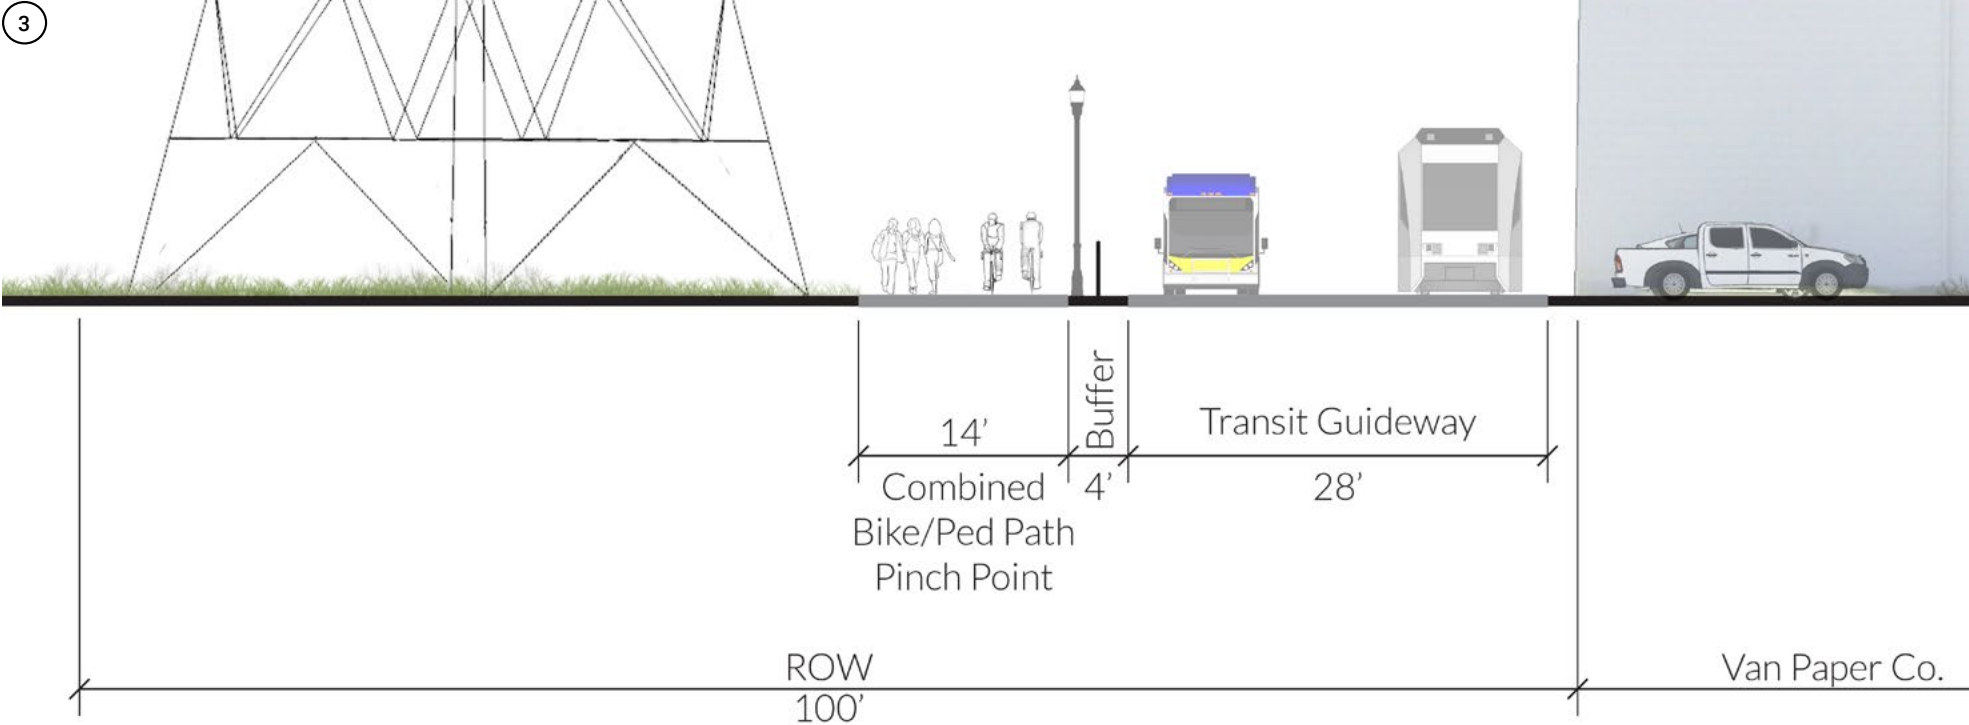 3
14’
Buffer
Transit Guideway
Combined
Bike/Ped Path
Pinch Point
4’
28’
ROW
100’
Van Paper Co.